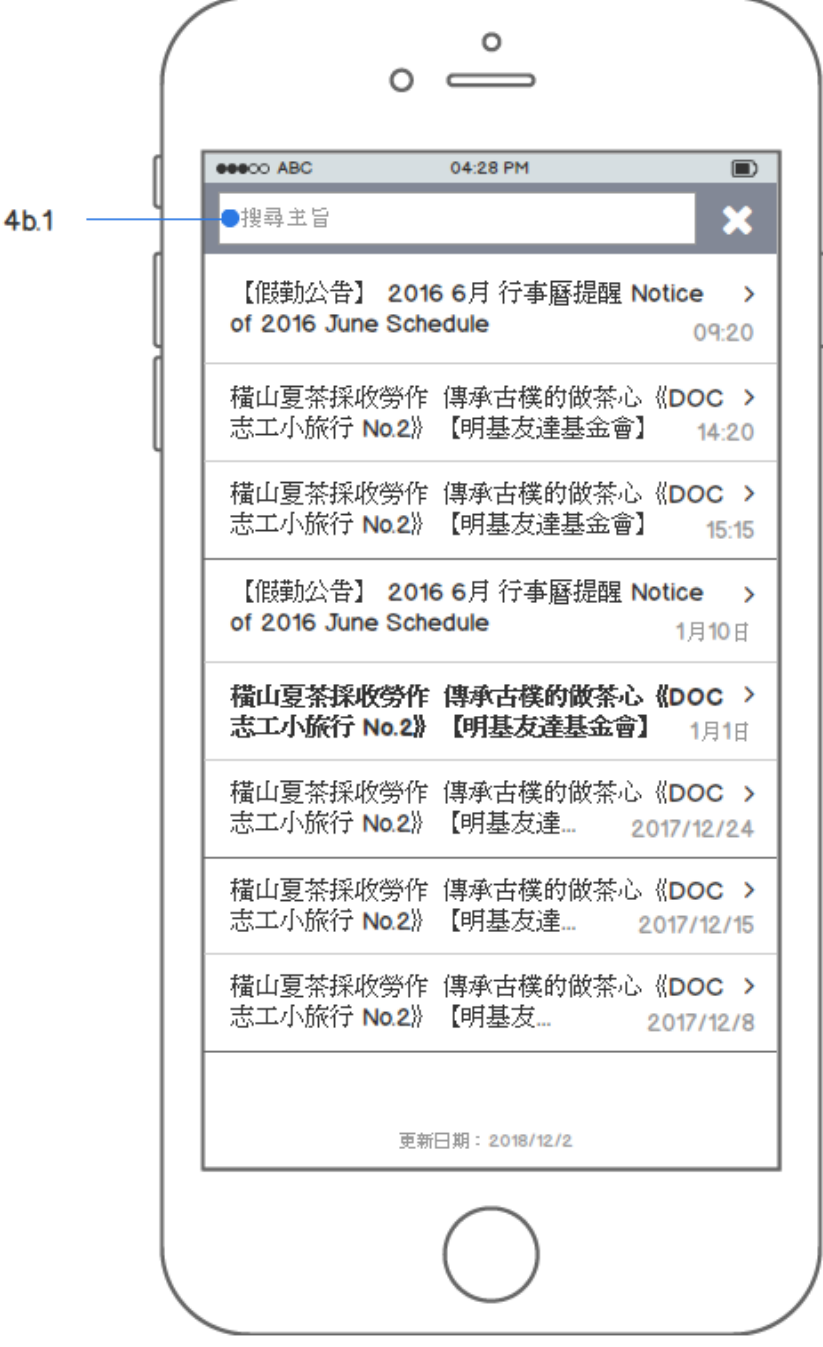 ABC 04:28 PM
4b.1
搜尋主旨
【假勤公告】 2016 6月 行事曆提醒 Notice
of 2016 June Schedule 09:20
橫山夏茶採收勞作 傳承古樸的做茶心《DOC
志工小旅行 No.2》【明基友達基金會】 14:20
橫山夏茶採收勞作 傳承古樸的做茶心《DOC
志工小旅行 No.2》【明基友達基金會】 15:15
【假勤公告】 2016 6月 行事曆提醒 Notice
of 2016 June Schedule 1月10日
橫山夏茶採收勞作 傳承古樸的做茶心《DOC
志工小旅行 No.2》【明基友達基金會】 1月1日
橫山夏茶採收勞作 傳承古樸的做茶心《DOC
志工小旅行 No.2》【明基友達... 2017/12/24
橫山夏茶採收勞作 傳承古樸的做茶心《DOC
志工小旅行 No.2》【明基友達... 2017/12/15
橫山夏茶採收勞作 傳承古樸的做茶心《DOC
志工小旅行 No.2》【明基友... 2017/12/8
更新日期：2018/12/2